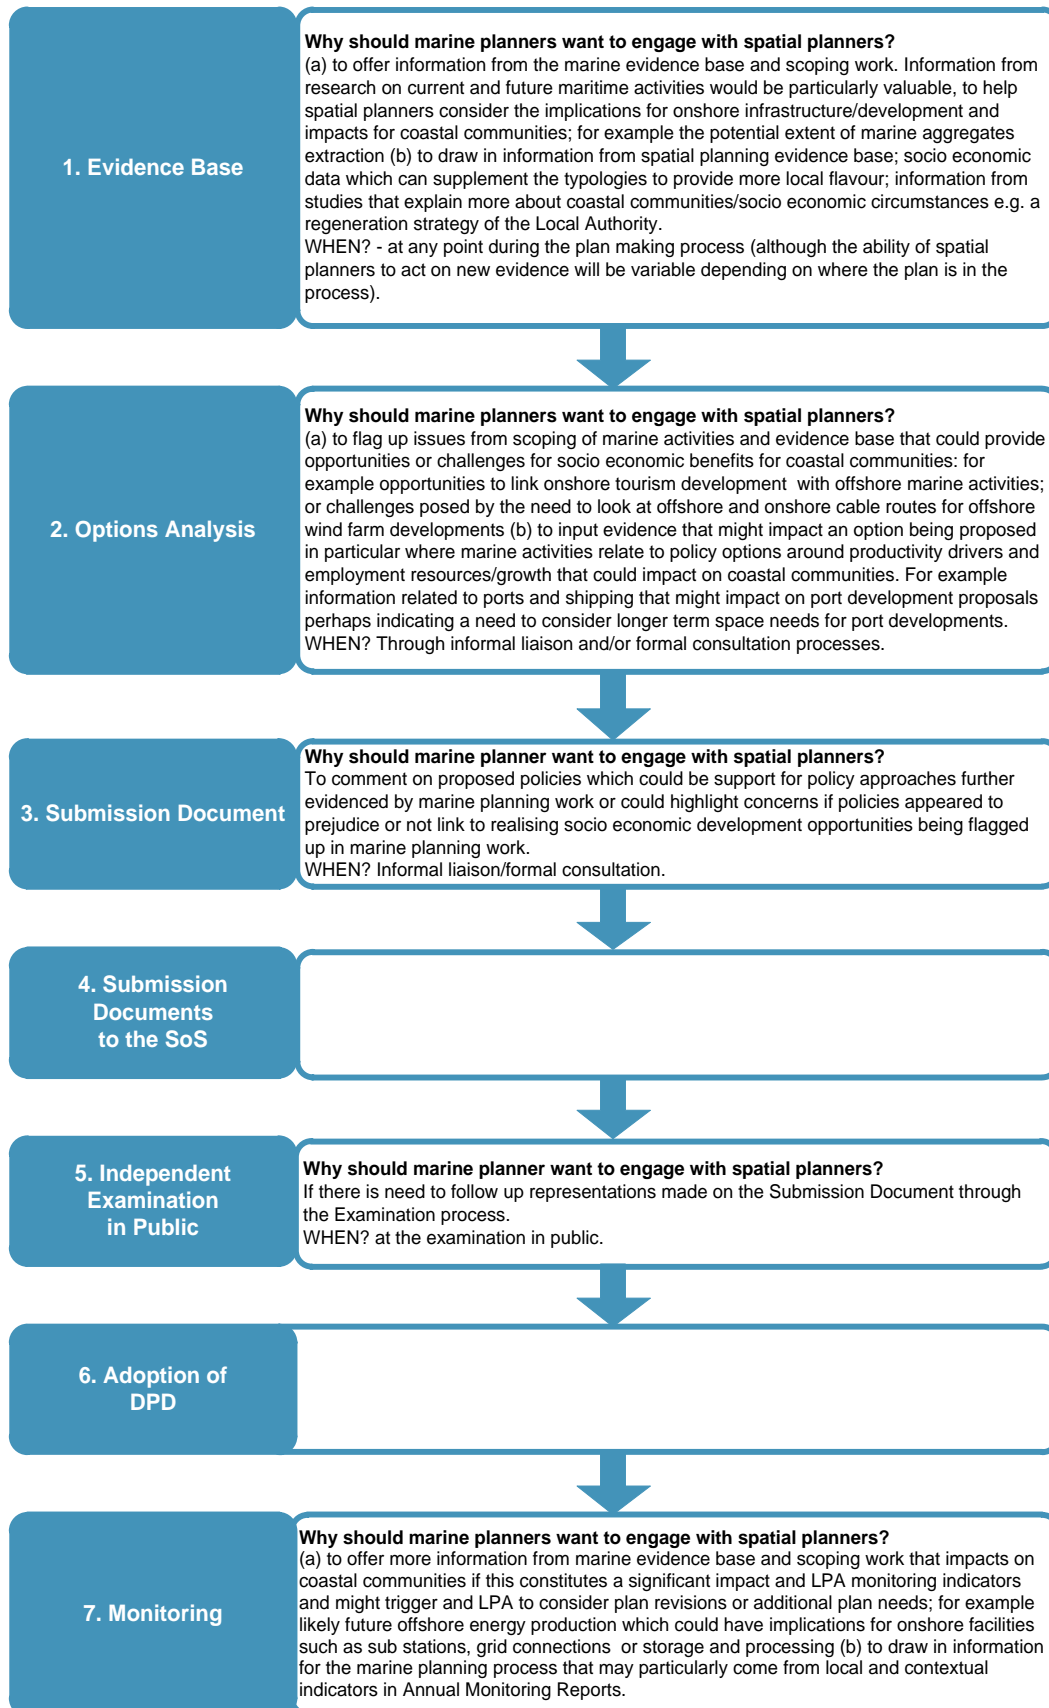 1. Evidence Base
Why should marine planners want to engage with spatial planners?
(a) to offer information from the marine evidence base and scoping work. Information from
research on current and future maritime activities would be particularly valuable, to help
spatial planners consider the implications for onshore infrastructure/development and
impacts for coastal communities; for example the potential extent of marine aggregates
extraction (b) to draw in information from spatial planning evidence base; socio economic
data which can supplement the typologies to provide more local flavour; information from
studies that explain more about coastal communities/socio economic circumstances e.g. a
regeneration strategy of the Local Authority.
WHEN? - at any point during the plan making process (although the ability of spatial
planners to act on new evidence will be variable depending on where the plan is in the
process).
2. Options Analysis
Why should marine planners want to engage with spatial planners?
(a) to flag up issues from scoping of marine activities and evidence base that could provide
opportunities or challenges for socio economic benefits for coastal communities: for
example opportunities to link onshore tourism development with offshore marine activities;
or challenges posed by the need to look at offshore and onshore cable routes for offshore
wind farm developments (b) to input evidence that might impact an option being proposed
in particular where marine activities relate to policy options around productivity drivers and
employment resources/growth that could impact on coastal communities. For example
information related to ports and shipping that might impact on port development proposals
perhaps indicating a need to consider longer term space needs for port developments.
WHEN? Through informal liaison and/or formal consultation processes.
3. Submission Document
Why should marine planner want to engage with spatial planners?
To comment on proposed policies which could be support for policy approaches further
evidenced by marine planning work or could highlight concerns if policies appeared to
prejudice or not link to realising socio economic development opportunities being flagged
up in marine planning work.
WHEN? Informal liaison/formal consultation.
4. Submission
Documents
to the SoS
5. Independent
Examination
in Public
Why should marine planner want to engage with spatial planners?
If there is need to follow up representations made on the Submission Document through
the Examination process.
WHEN? at the examination in public.
6. Adoption of
DPD
7. Monitoring
Why should marine planners want to engage with spatial planners?
(a) to offer more information from marine evidence base and scoping work that impacts on
coastal communities if this constitutes a significant impact and LPA monitoring indicators
and might trigger and LPA to consider plan revisions or additional plan needs; for example
likely future offshore energy production which could have implications for onshore facilities
such as sub stations, grid connections or storage and processing (b) to draw in information
for the marine planning process that may particularly come from local and contextual
indicators in Annual Monitoring Reports.